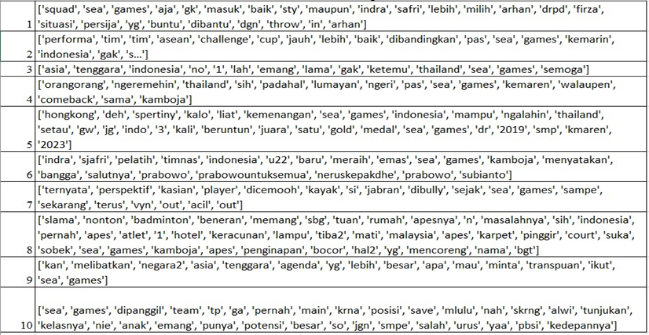 ['squad', 'sea', 'games', 'aja', 'gk', 'masuk', 'baik', 'sty', 'maupun', 'indra', 'safri', 'lebih', 'milih', 'arhan', 'drpd', 'firza',
1 'situasi', 'persija', 'yg', 'buntu', 'dibantu', 'dgn', 'throw', 'in', 'arhan']
['performa', 'tim', 'tim', 'asean', 'challenge', 'cup', 'jauh', 'lebih', 'baik', 'dibandingkan', 'pas', 'sea', 'games', 'kemarin',
2 'indonesia', 'gak', 's...']
3 ['asia', 'tenggara', 'indonesia', 'no', '1', 'lah', 'emang', 'lama', 'gak', 'ketemu', 'thailand', 'sea', 'games', 'semoga']
['orangorang', 'ngeremehin', 'thailand', 'sih', 'padahal', 'lumayan', 'ngeri', 'pas', 'sea', 'games', 'kemaren', 'walaupen',
4 'comeback', 'sama', 'kamboja']
['hongkong', 'deh', 'spertiny', 'kalo', 'liat', 'kemenangan', 'sea', 'games', 'indonesia', 'mampu', 'ngalahin', 'thailand',
'setau', 'gw', 'jg', 'indo', '3', 'kali', 'beruntun', 'juara', 'satu', 'gold', 'medal', 'sea', 'games', 'dr', '2019', 'smp', 'kmaren',
5 '2023']
['indra', 'sjafri', 'pelatih', 'timnas', 'indonesia', 'u22', 'baru', 'meraih', 'emas', 'sea', 'games', 'kamboja', 'menyatakan',
6 'bangga', 'salutnya', 'prabowo', 'prabowountuksemua', 'neruskepakdhe', 'prabowo', 'subianto']
['ternyata', 'perspektif', 'kasian', 'player', 'dicemooh', 'kayak', 'si', 'jabran', 'dibully', 'sejak', 'sea', 'games', 'sampe',
7 'sekarang', 'terus', 'vyn', 'out', 'acil', 'out']
['slama', 'nonton', 'badminton', 'beneran', 'memang', 'sbg', 'tuan', 'rumah', 'apesnya', 'n', 'masalahnya', 'sih', 'indonesia',
'pernah', 'apes', 'atlet', '1', 'hotel', 'keracunan', 'lampu', 'tiba2', 'mati', 'malaysia', 'apes', 'karpet', 'pinggir', 'court', 'suka',
8 'sobek', 'sea', 'games', 'kamboja', 'apes', 'penginapan', 'bocor', 'hal2', 'yg', 'mencoreng', 'nama', 'bgt']
['kan', 'melibatkan', 'negara2', 'asia', 'tenggara', 'agenda', 'yg', 'lebih', 'besar', 'apa', 'mau', 'minta', 'transpuan', 'ikut',
9 'sea', 'games']
['sea', 'games', 'dipanggil', 'team', 'tp', 'ga', 'pernah', 'main', 'krna', 'posisi', 'save', 'mlulu', 'nah', 'skrng', 'alwi', 'tunjukan',
10 'kelasnya', 'nie', 'anak', 'emang', 'punya', 'potensi', 'besar', 'so', 'jgn', 'smpe', 'salah', 'urus', 'yaa', 'pbsi', 'kedepannya']